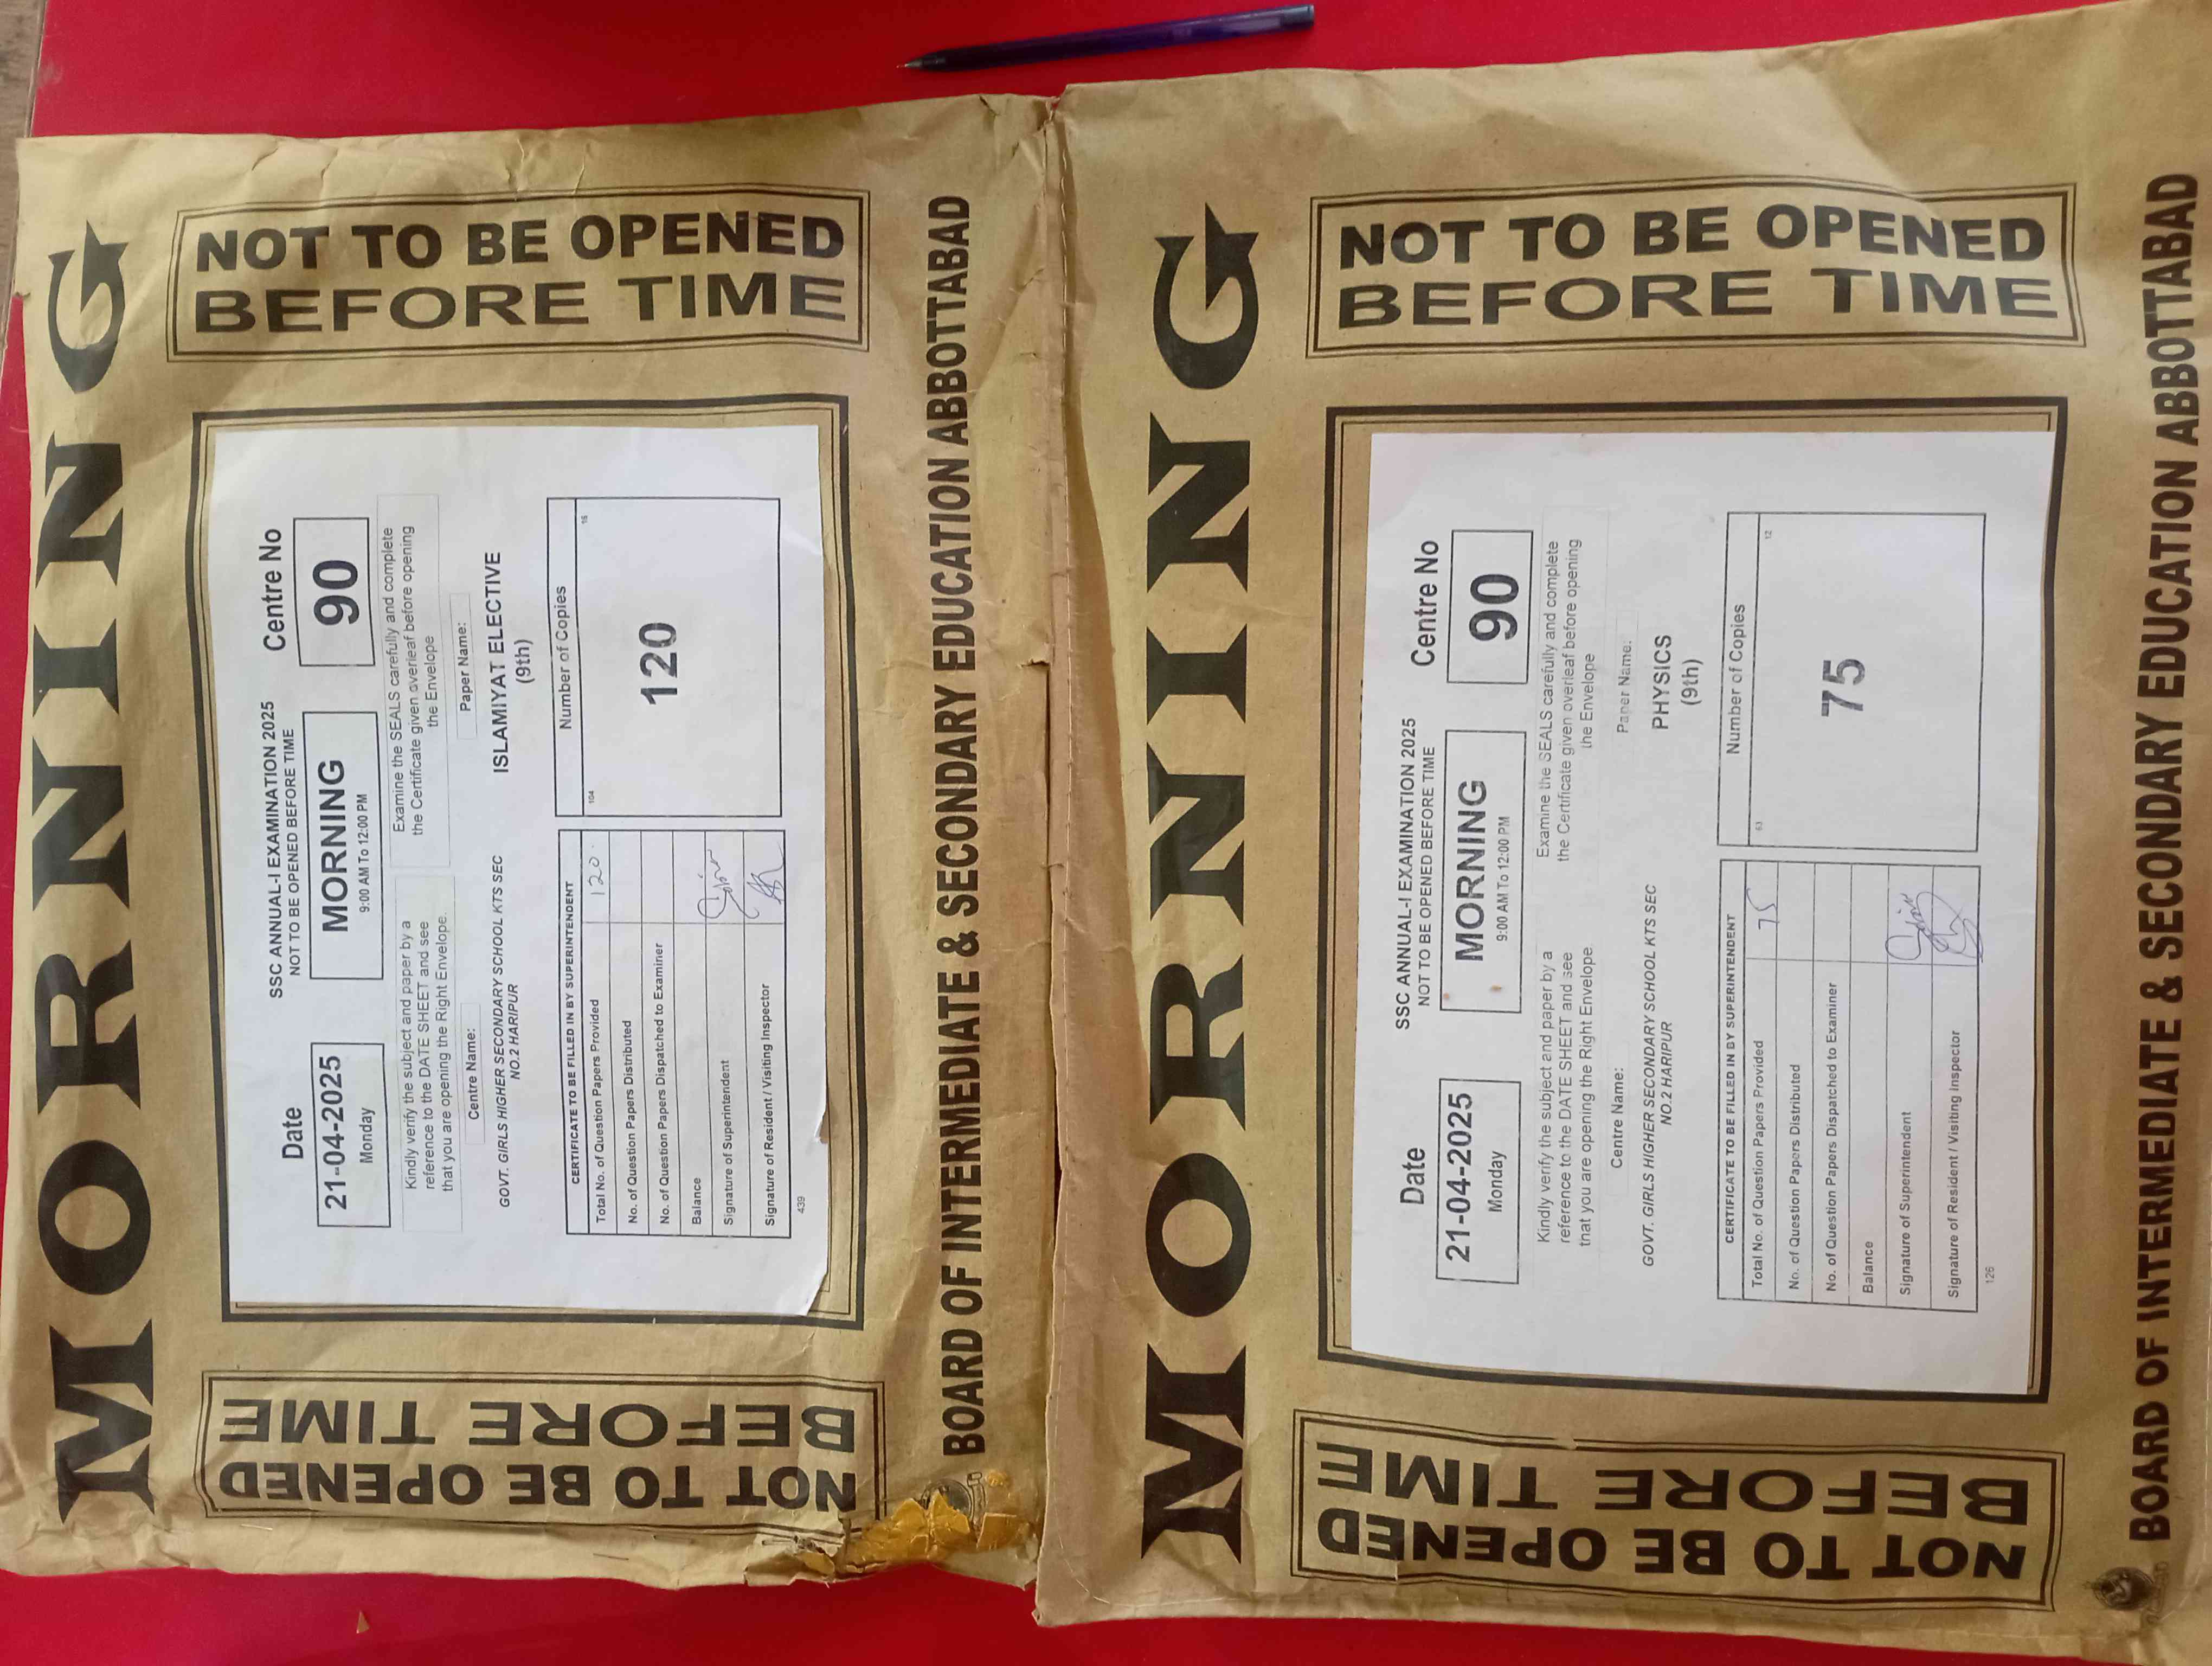 MORNING
NOT TO BE OPENED
BEFORE TIME
SSC ANNUAL-I EXAMINATION 2025
NOT TO BE OPENED BEFORE TIME
Date
Centre No
21-04-2025
Monday
MORNING
9:00 AM To 12:00 PM
90
Kindly verify the subject and paper by a
reference to the DATE SHEET and see
that you are opening the Right Envelope.
Examine the SEALS carefully and complete
the Certificate given overleaf before opening
the Envelope
Centre Name:
GOVT. GIRLS HIGHER SECONDARY SCHOOL KTS SEC
NO.2 HARIPUR
Paper Name:
ISLAMIYAT ELECTIVE
(9th)
CERTIFICATE TO BE FILLED IN BY SUPERINTENDENT
Total No. of Question Papers Provided 120
No. of Question Papers Distributed
No. of Question Papers Dispatched to Examiner
Balance
Signature of Superintendent
Signature of Resident / Visiting Inspector
439
Number of Copies
104 16
120
NOT TO BE OPENED
BEFORE TIME
BOARD OF INTERMEDIATE & SECONDARY EDUCATION ABBOTTABAD
MORNING
NOT TO BE OPENED
BEFORE TIME
SSC ANNUAL-I EXAMINATION 2025
NOT TO BE OPENED BEFORE TIME
Date
Centre No
21-04-2025
Monday
MORNING
9:00 AM To 12:00 PM
90
Kindly verify the subject and paper by a
reference to the DATE SHEET and see
that you are opening the Right Envelope
Examine the SEALS carefully and complete
the Certificate given overleaf before opening
the Envelope
Centre Name:
GOVT. GIRLS HIGHER SECONDARY SCHOOL KTS SEC
NO.2 HARIPUR
Paper Name:
PHYSICS
(9th)
CERTIFICATE TO BE FILLED IN BY SUPERINTENDENT
Total No. of Question Papers Provided 75
No. of Question Papers Distributed
No. of Question Papers Dispatched to Examiner
Balance
Signature of Superintendent
Signature of Resident / Visiting Inspector
126
Number of Copies
63 12
75
NOT TO BE OPENED
BEFORE TIME
BOARD OF INTERMEDIATE & SECONDARY EDUCATION ABBOTTABAD